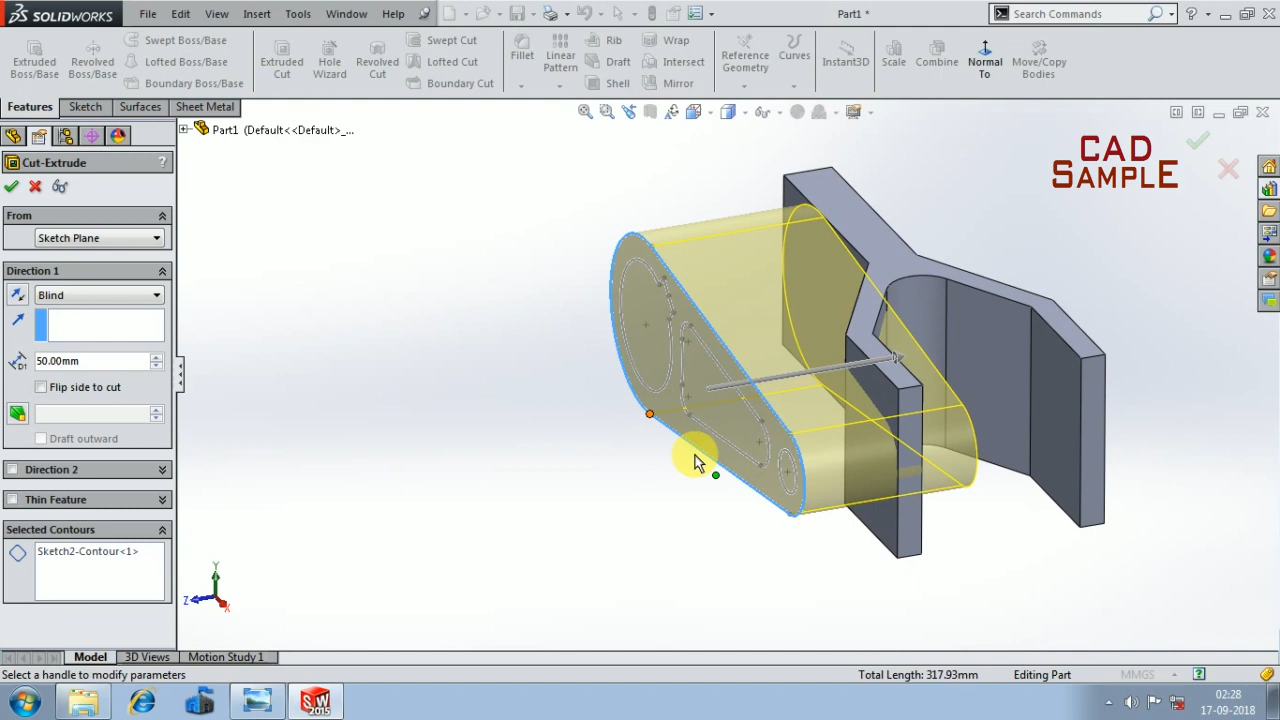 SOLIDWORKS File Edit View Insert Tools Window Help Part1 * Search Commands
Extruded Boss/Base
Revolved Boss/Base
Swept Boss/Base
Lofted Boss/Base
Boundary Boss/Base
Extruded Cut
Hole Wizard
Revolved Cut
Swept Cut
Lofted Cut
Boundary Cut
Fillet
Linear Pattern
Rib
Draft
Shell
Wrap
Intersect
Mirror
Reference Geometry
Curves
Instant3D
Scale
Combine
Normal To
Move/Copy Bodies
Features Sketch Surfaces Sheet Metal
Part1 (Default<<Default>_...
Cut-Extrude ?
From
Sketch Plane
Direction 1
Blind
D1 50.00mm
Flip side to cut
Draft outward
Direction 2
Thin Feature
Selected Contours
Sketch2-Contour<1>
CAD
SAMPLE
Y
Z
X
Model 3D Views Motion Study 1
Select a handle to modify parameters Total Length: 317.93mm Editing Part MMGS
SW
2015
02:28
17-09-2018